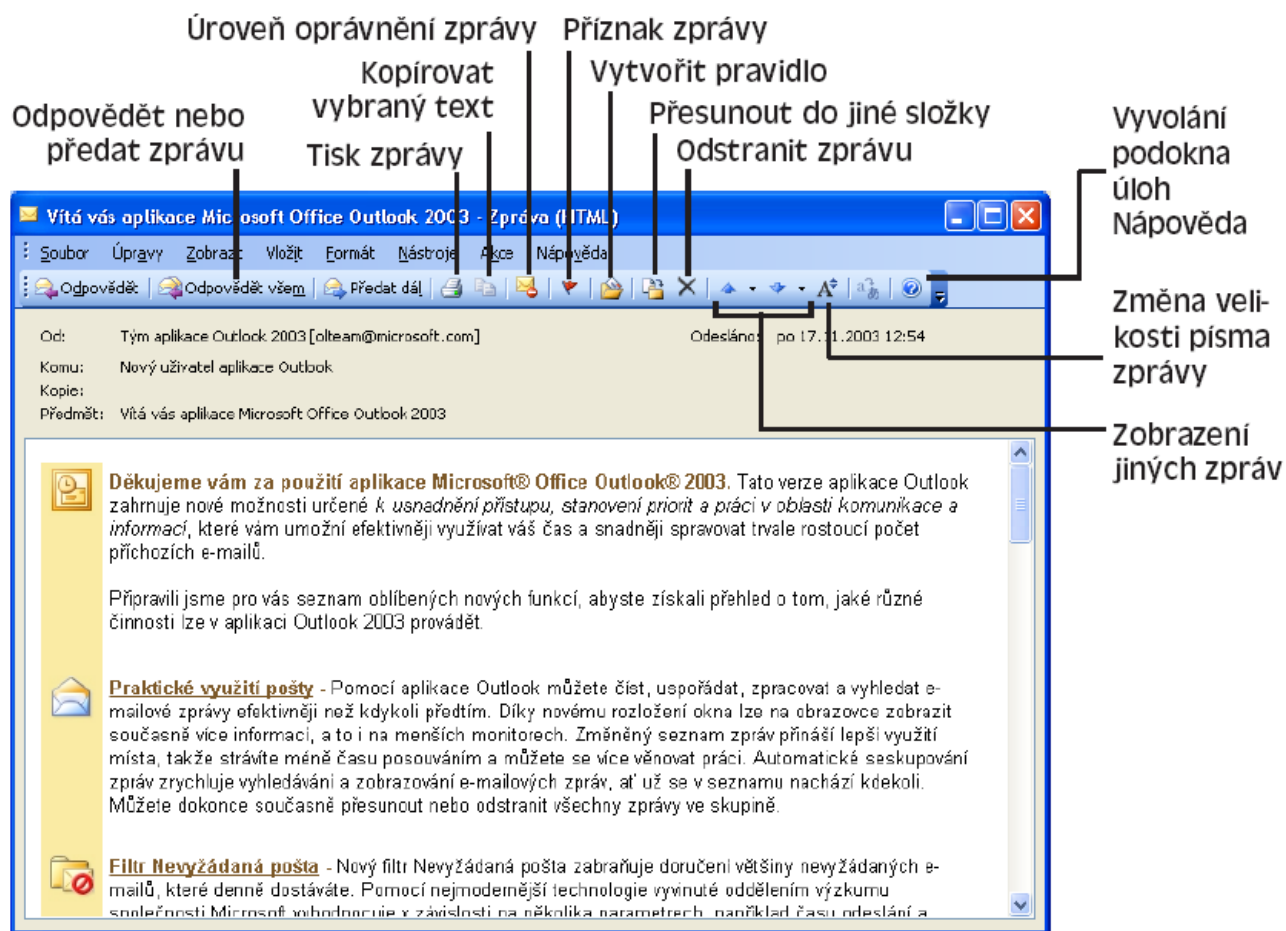 Úroveň oprávnění zprávy
Příznak zprávy
Kopírovat
vybraný text
Vytvořit pravidlo
Odpovědět nebo
předat zprávu
Tisk zprávy
Přesunout do jiné složky
Odstranit zprávu
Vyvolání
podokna
úloh
Nápověda
Vítá vás aplikace Microsoft Office Outlook 2003 - Zpráva (HTML)
Soubor Úpravy Zobrazit Vložit Formát Nástroje Akce Nápověda
Odpovědět Odpovědět všem Předat dál
Změna veli-
kosti písma
zprávy
Od: Tým aplikace Outlook 2003 [olteam@microsoft.com] Odesláno: po 17.11.2003 12:54
Komu: Nový uživatel aplikace Outlook
Kopie:
Předmět: Vítá vás aplikace Microsoft Office Outlook 2003
Zobrazení
jiných zpráv
Děkujeme vám za použití aplikace Microsoft® Office Outlook® 2003. Tato verze aplikace Outlook
zahrnuje nové možnosti určené k usnadnění přístupu, stanovení priorit a práci v oblasti komunikace a
informací, které vám umožní efektivněji využívat váš čas a snadněji spravovat trvale rostoucí počet
příchozích e-mailů.
Připravili jsme pro vás seznam oblíbených nových funkcí, abyste získali přehled o tom, jaké různé
činnosti lze v aplikaci Outlook 2003 provádět.
Praktické využití pošty - Pomocí aplikace Outlook můžete číst, uspořádat, zpracovat a vyhledat e-
mailové zprávy efektivněji než kdykoli předtím. Díky novému rozložení okna lze na obrazovce zobrazit
současně více informací, a to i na menších monitorech. Změněný seznam zpráv přináší lepší využití
místa, takže strávíte méně času posouváním a můžete se více věnovat práci. Automatické seskupování
zpráv zrychluje vyhledávání a zobrazování e-mailových zpráv, ať už se v seznamu nachází kdekoli.
Můžete dokonce současně přesunout nebo odstranit všechny zprávy ve skupině.
Filtr Nevyžádaná pošta - Nový filtr Nevyžádaná pošta zabraňuje doručení většiny nevyžádaných e-
mailů, které denně dostáváte. Pomocí nejmodernější technologie vyvinuté oddělením výzkumu
společnosti Microsoft vyhodnocuje v závislosti na několika parametrech, například času odeslání a